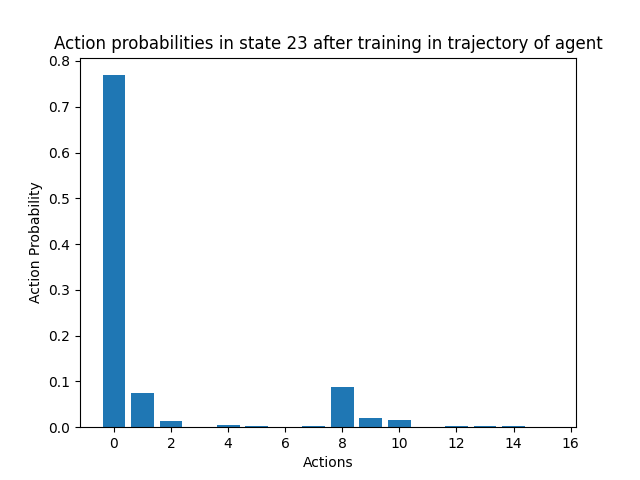 Action probabilities in state 23 after training in trajectory of agent
0.8
0.7
0.6
0.5
0.4
0.3
0.2
0.1
0.0
Action Probability
0 2 4 6 8 10 12 14 16
Actions